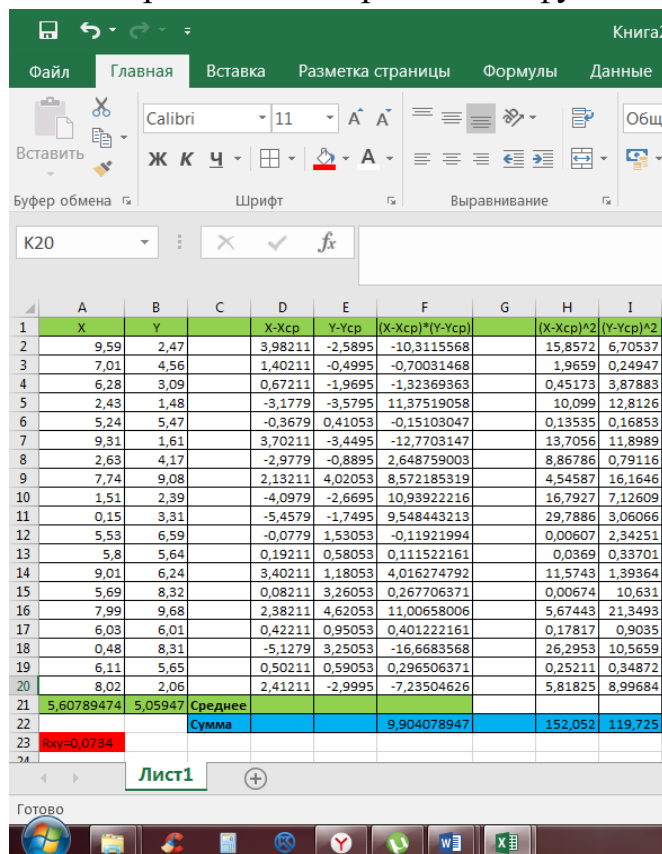 Книга2
Файл Главная Вставка Разметка страницы Формулы Данные
Вставить Calibri 11 A A Общ
Ж К Ч A
Буфер обмена Шрифт Выравнивание
K20 fx
A B C D E F G H I
1 X Y X-Xср Y-Yср (X-Xср)*(Y-Yср) (X-Xср)^2 (Y-Yср)^2
2 9,59 2,47 3,98211 -2,5895 -10,3115568 15,8572 6,70537
3 7,01 4,56 1,40211 -0,4995 -0,70031468 1,9659 0,24947
4 6,28 3,09 0,67211 -1,9695 -1,32369363 0,45173 3,87883
5 2,43 1,48 -3,1779 -3,5795 11,37519058 10,099 12,8126
6 5,24 5,47 -0,3679 0,41053 -0,15103047 0,13535 0,16853
7 9,31 1,61 3,70211 -3,4495 -12,7703147 13,7056 11,8989
8 2,63 4,17 -2,9779 -0,8895 2,648759003 8,86786 0,79116
9 7,74 9,08 2,13211 4,02053 8,572185319 4,54587 16,1646
10 1,51 2,39 -4,0979 -2,6695 10,93922216 16,7927 7,12609
11 0,15 3,31 -5,4579 -1,7495 9,548443213 29,7886 3,06066
12 5,53 6,59 -0,0779 1,53053 -0,11921994 0,00607 2,34251
13 5,8 5,64 0,19211 0,58053 0,111522161 0,0369 0,33701
14 9,01 6,24 3,40211 1,18053 4,016274792 11,5743 1,39364
15 5,69 8,32 0,08211 3,26053 0,267706371 0,00674 10,631
16 7,99 9,68 2,38211 4,62053 11,00658006 5,67443 21,3493
17 6,03 6,01 0,42211 0,95053 0,401222161 0,17817 0,9035
18 0,48 8,31 -5,1279 3,25053 -16,6683568 26,2953 10,5659
19 6,11 5,65 0,50211 0,59053 0,296506371 0,25211 0,34872
20 8,02 2,06 2,41211 -2,9995 -7,23504626 5,81825 8,99684
21 5,60789474 5,05947 Среднее
22 Сумма 9,904078947 152,052 119,725
23 Rxy=0,0734
24
Лист1
Готово